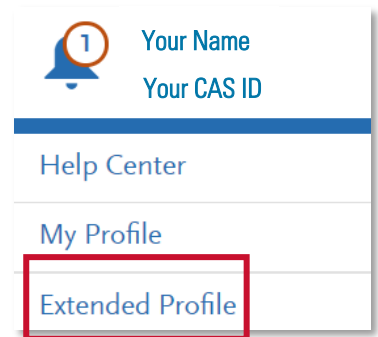 1
Your Name
Your CAS ID
Help Center
My Profile
Extended Profile